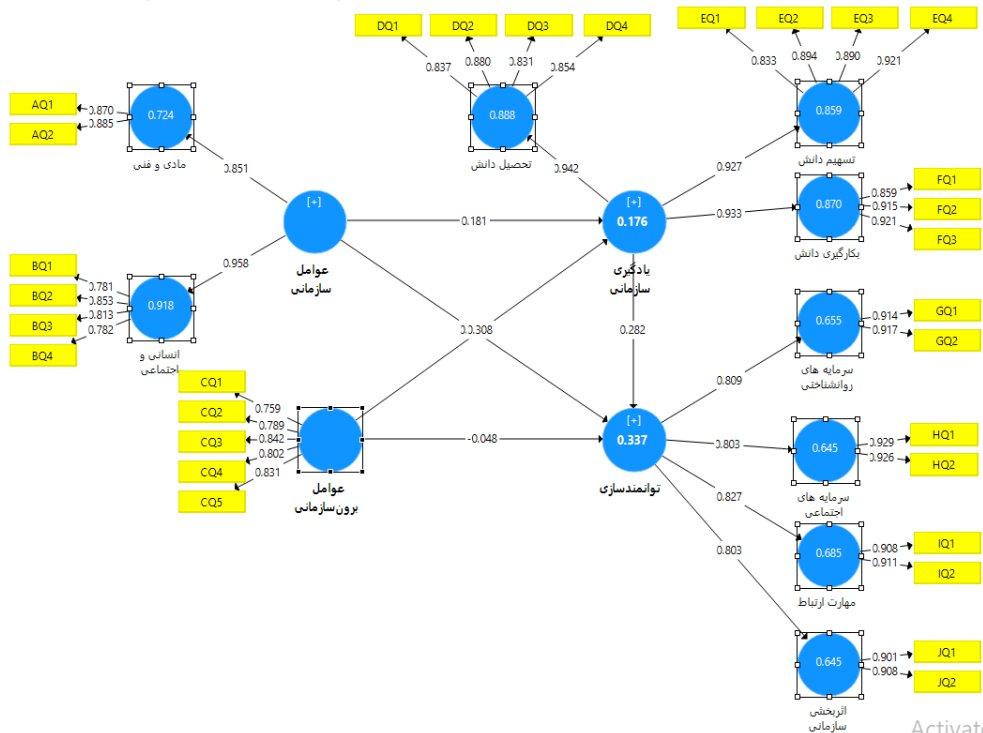 DQ1
DQ2
DQ3
DQ4
EQ1
EQ2
EQ3
EQ4
0.837
0.880
0.831
0.854
0.833
0.894
0.890
0.921
AQ1
AQ2
0.870
0.885
0.724
مادی و فنی
0.888
تحصیل دانش
0.859
تسهیم دانش
0.851
0.942
0.927
[+]
عوامل
سازمانی
0.181
[+]
0.176
یادگیری
سازمانی
0.933
0.870
بکارگیری دانش
0.859
0.915
0.921
FQ1
FQ2
FQ3
0.958
BQ1
BQ2
BQ3
BQ4
0.781
0.853
0.813
0.782
0.918
انسانی و
اجتماعی
0.308
0.282
0.655
سرمایه های
روانشناختی
0.914
0.917
GQ1
GQ2
0.809
CQ1
CQ2
CQ3
CQ4
CQ5
0.759
0.789
0.842
0.802
0.831
عوامل
برون‌سازمانی
-0.048
[+]
0.337
توانمندسازی
0.803
0.645
سرمایه های
اجتماعی
0.929
0.926
HQ1
HQ2
0.827
0.685
مهارت ارتباط
0.908
0.911
IQ1
IQ2
0.803
0.645
اثربخشی
سازمانی
0.901
0.908
JQ1
JQ2
Activate